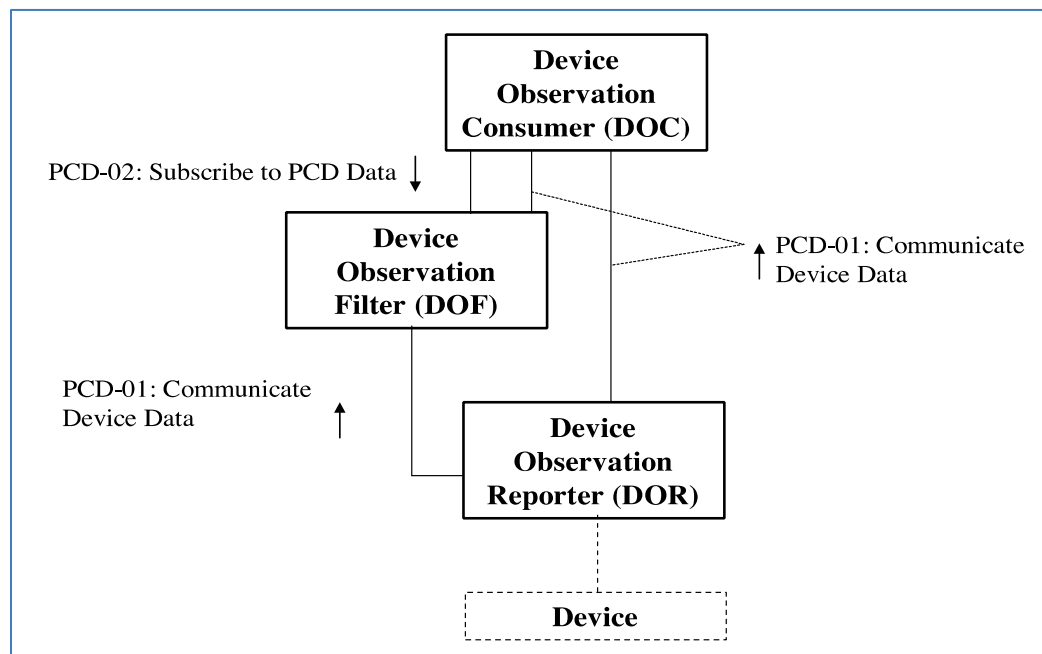 Device
Observation
Consumer (DOC)
PCD-02: Subscribe to PCD Data
Device
Observation
Filter (DOF)
PCD-01: Communicate
Device Data
PCD-01: Communicate
Device Data
Device
Observation
Reporter (DOR)
Device